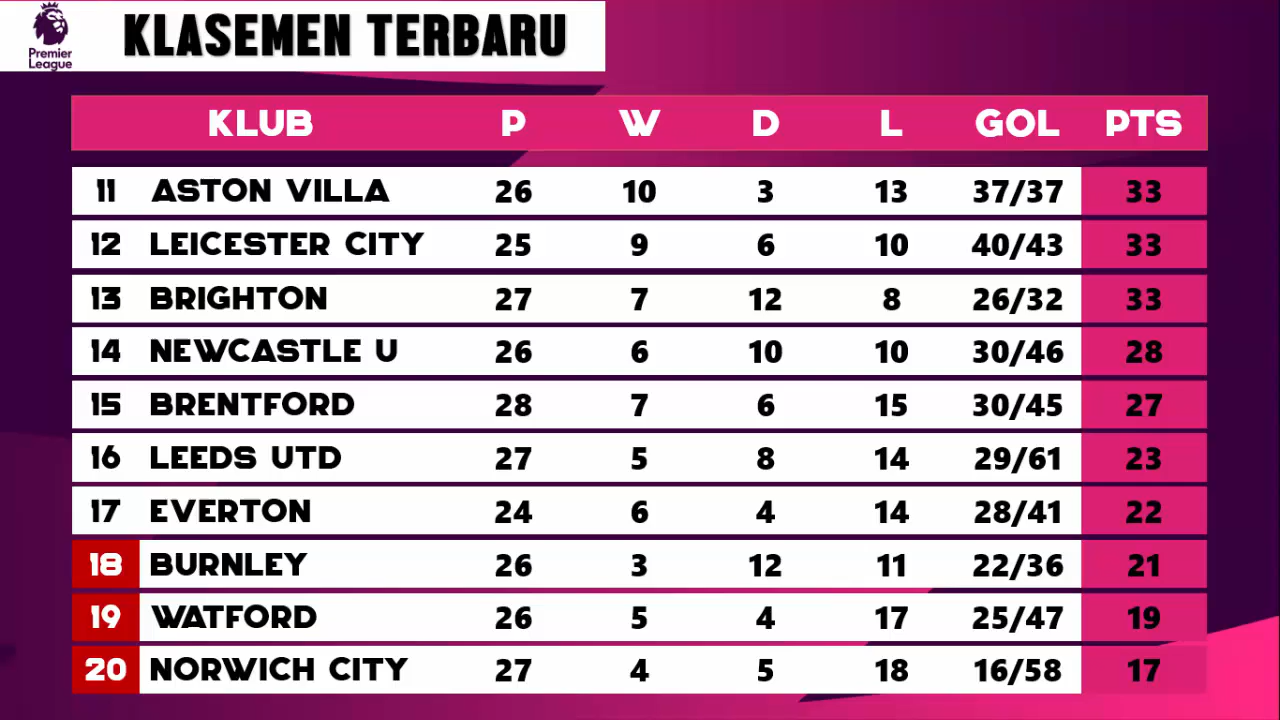 Premier
League
KLASEMEN TERBARU
KLUB P W D L GOL PTS
11 ASTON VILLA 26 10 3 13 37/37 33
12 LEICESTER CITY 25 9 6 10 40/43 33
13 BRIGHTON 27 7 12 8 26/32 33
14 NEWCASTLE U 26 6 10 10 30/46 28
15 BRENTFORD 28 7 6 15 30/45 27
16 LEEDS UTD 27 5 8 14 29/61 23
17 EVERTON 24 6 4 14 28/41 22
18 BURNLEY 26 3 12 11 22/36 21
19 WATFORD 26 5 4 17 25/47 19
20 NORWICH CITY 27 4 5 18 16/58 17